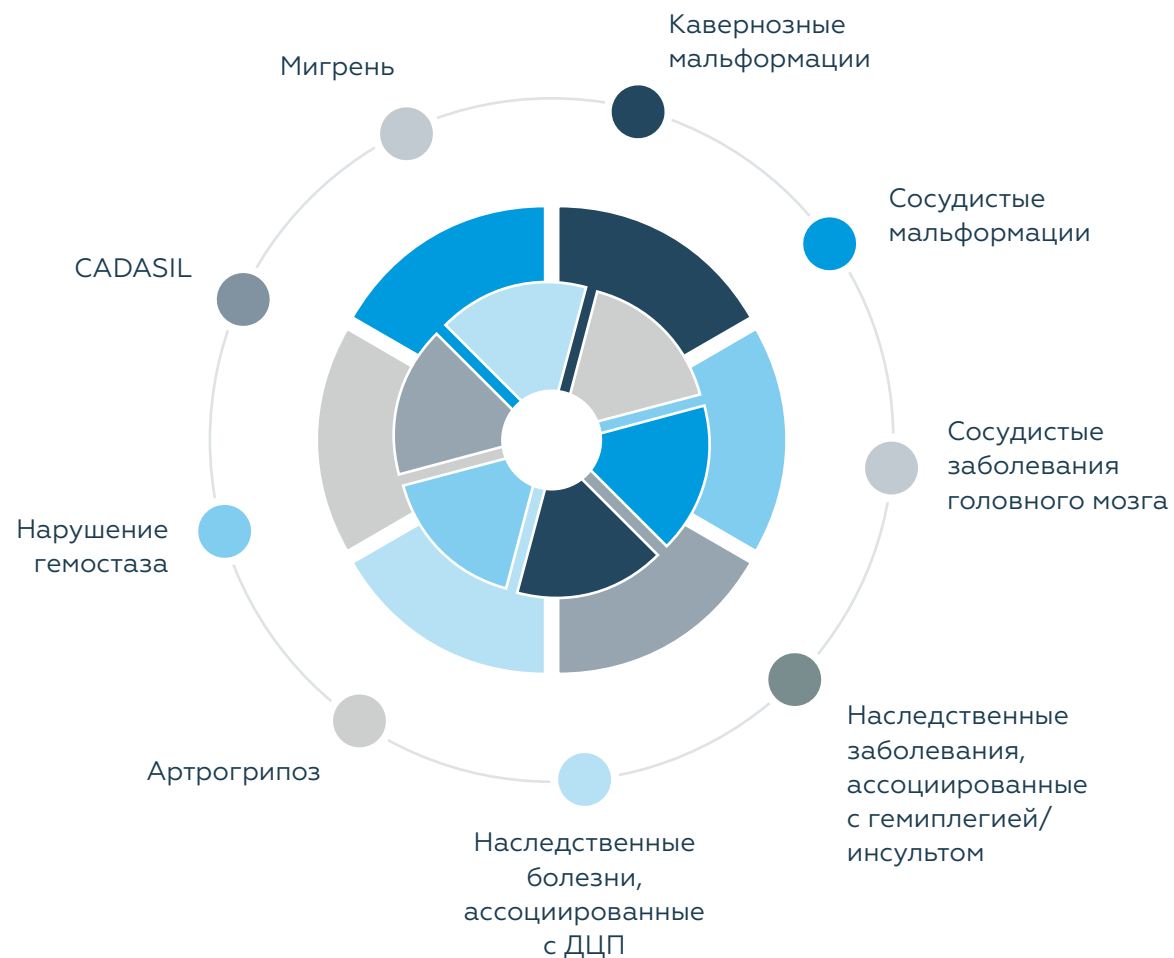 Кавернозные
мальформации
Мигрень
Сосудистые
мальформации
CADASIL
Сосудистые
заболевания
головного мозга
Нарушение
гемостаза
Наследственные
заболевания,
ассоциированные
с гемиплегией/
инсультом
Артрогрипоз
Наследственные
болезни,
ассоциированные
с ДЦП